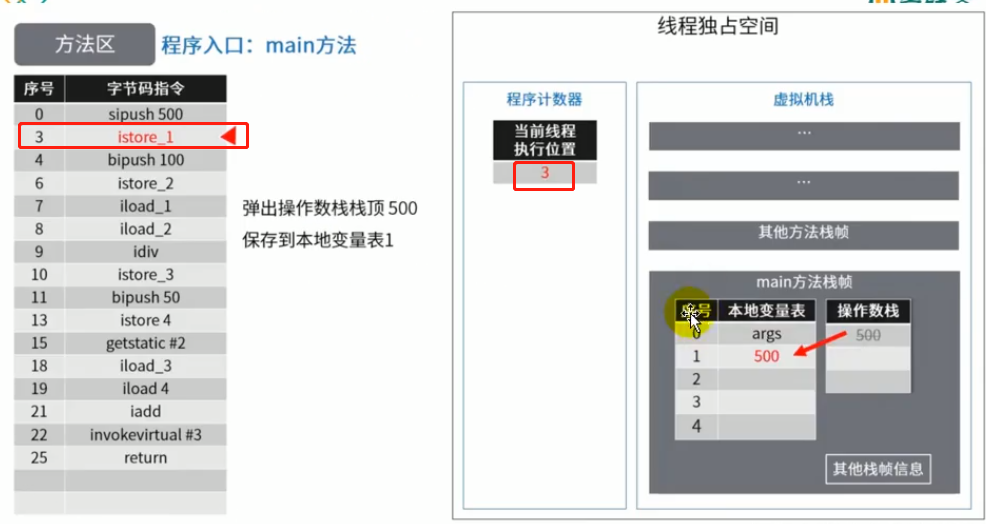 方法区 程序入口：main方法
序号 字节码指令
0 sipush 500
3 istore_1
4 bipush 100
6 istore_2
7 iload_1
8 iload_2
9 idiv
10 istore_3
11 bipush 50
13 istore 4
15 getstatic #2
18 iload_3
19 iload 4
21 iadd
22 invokevirtual #3
25 return
弹出操作数栈栈顶 500
保存到本地变量表1
线程独占空间
程序计数器
当前线程
执行位置
3
虚拟机栈
...
...
其他方法栈帧
main方法栈帧
序号 本地变量表 操作数栈
0 args 500
1 500
2
3
4
其他栈帧信息